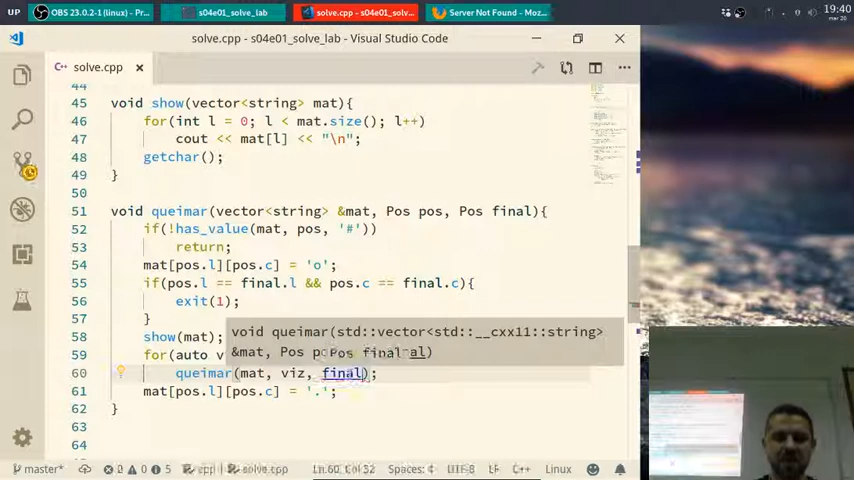 UP OBS 23.0.2-1 (linux) - Pr... s04e01_solve_lab solve.cpp - s04e01_solv... Server Not Found - Moz... 19:40
mar 20
solve.cpp - s04e01_solve_lab - Visual Studio Code
solve.cpp
44
45 void show(vector<string> mat){
46 for(int l = 0; l < mat.size(); l++)
47 cout << mat[l] << "\n";
48 getchar();
49 }
50
51 void queimar(vector<string> &mat, Pos pos, Pos final){
52 if(!has_value(mat, pos, '#'))
53 return;
54 mat[pos.l][pos.c] = 'o';
55 if(pos.l == final.l && pos.c == final.c){
56 exit(1);
57 }
void queimar(std::vector<std::__cxx11::string>
58 show(mat);
&mat, Pos Pos final)
59 for(auto v
60 queimar(mat, viz, final);
61 mat[pos.l][pos.c] = '.';
62 }
63
64
master* 0 0 5 cpp solve.cpp Ln 60, Col 32 Spaces: 4 UTF-8 LF C++ Linux